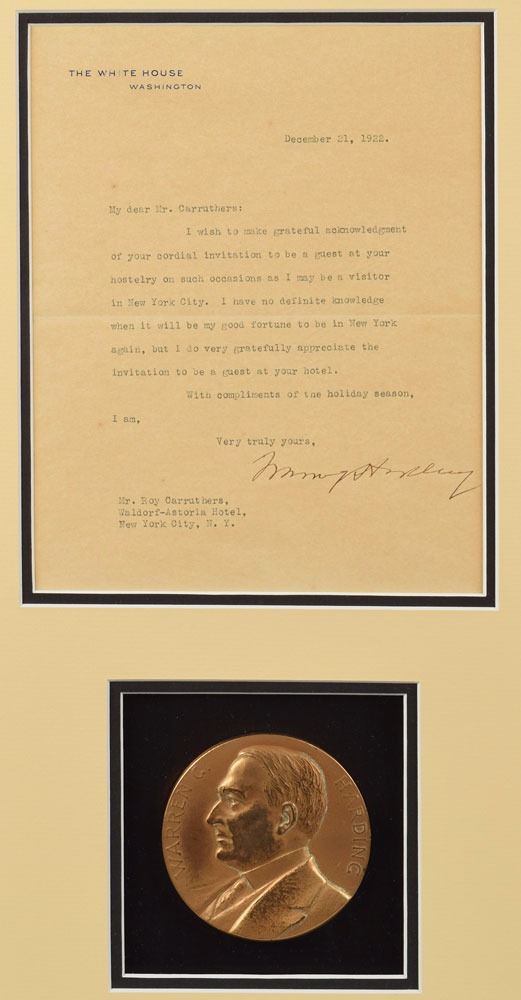 THE WHITE HOUSE
WASHINGTON
December 21, 1922.
My dear Mr. Carruthers:
I wish to make grateful acknowledgment
of your cordial invitation to be a guest at your
hostelry on such occasions as I may be a visitor
in New York City. I have no definite knowledge
when it will be my good fortune to be in New York
again, but I do very gratefully appreciate the
invitation to be a guest at your hotel.
With compliments of the holiday season,
I am,
Very truly yours,
Warren G Harding
Mr. Roy Carruthers,
Waldorf-Astoria Hotel,
New York City, N. Y.
WARREN G. HARDING